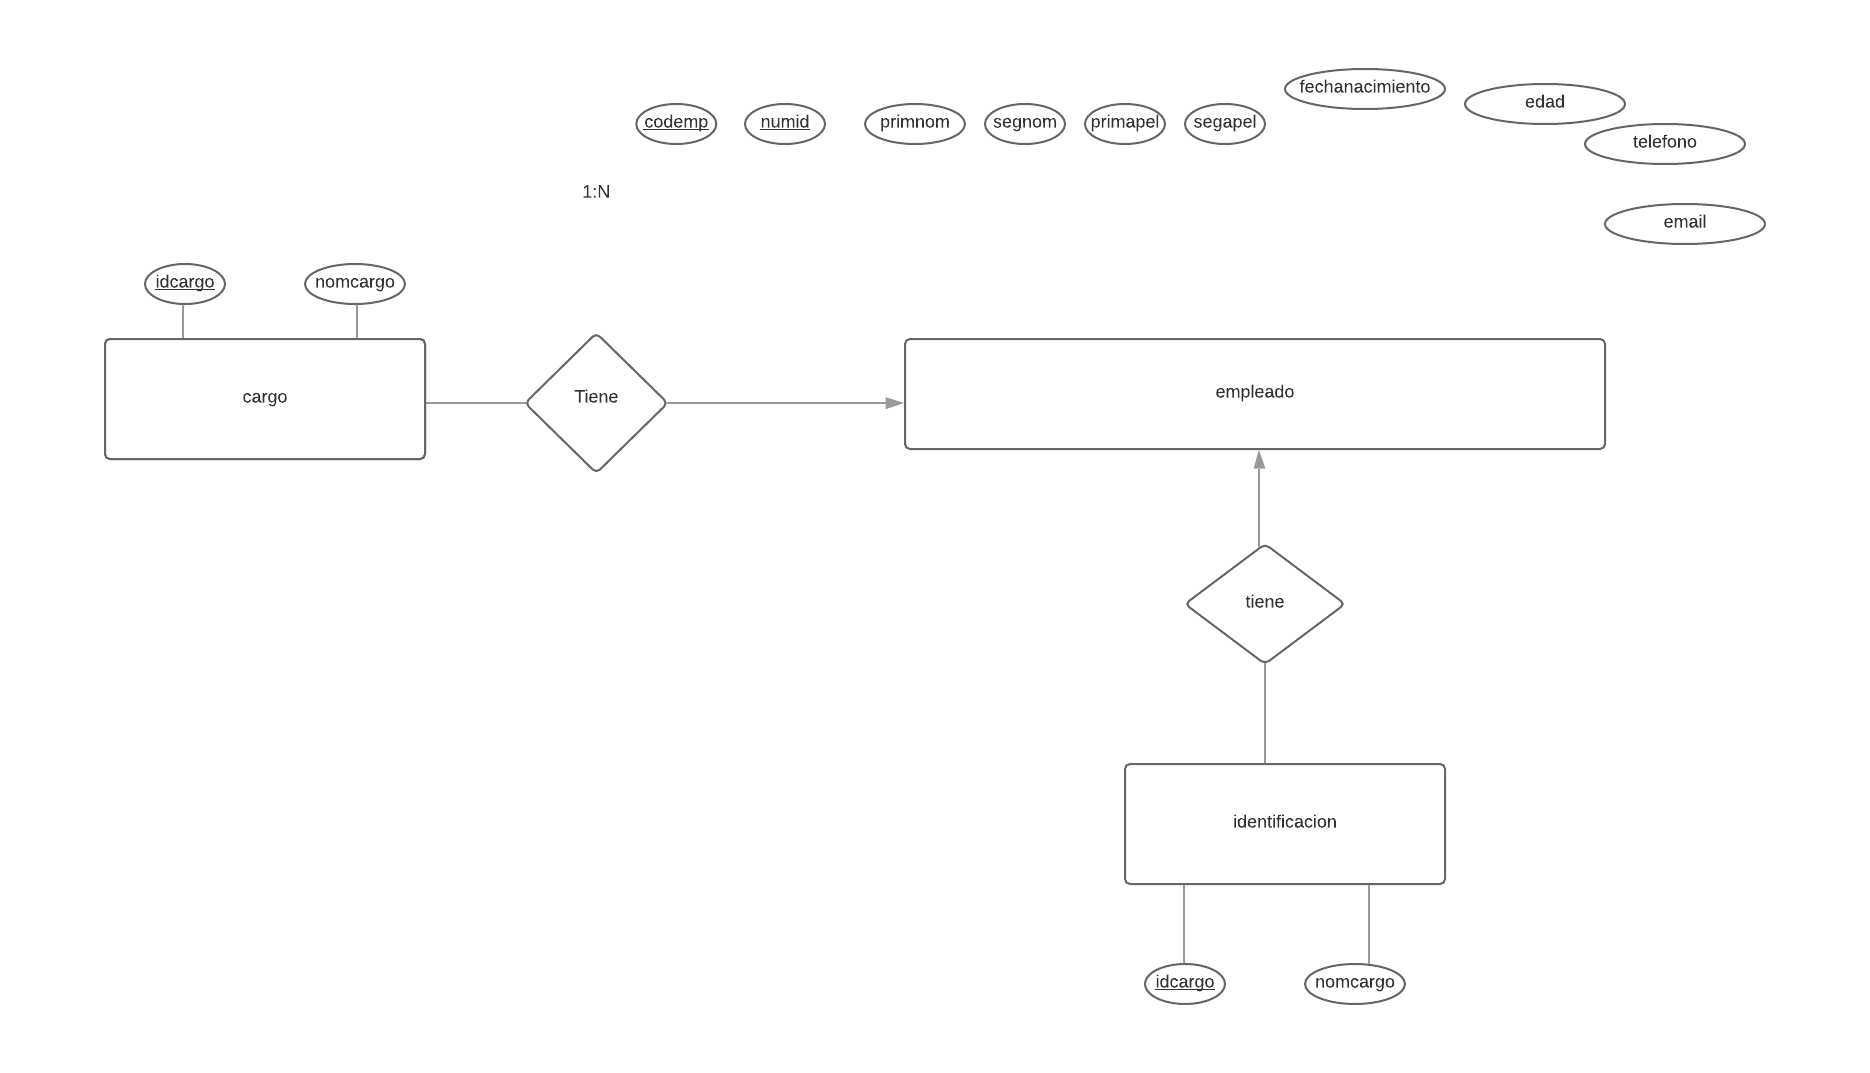 fechanacimiento
edad
codemp
numid
primnom
segnom
primapel
segapel
telefono
1:N
email
idcargo
nomcargo
cargo
Tiene
empleado
tiene
identificacion
idcargo
nomcargo